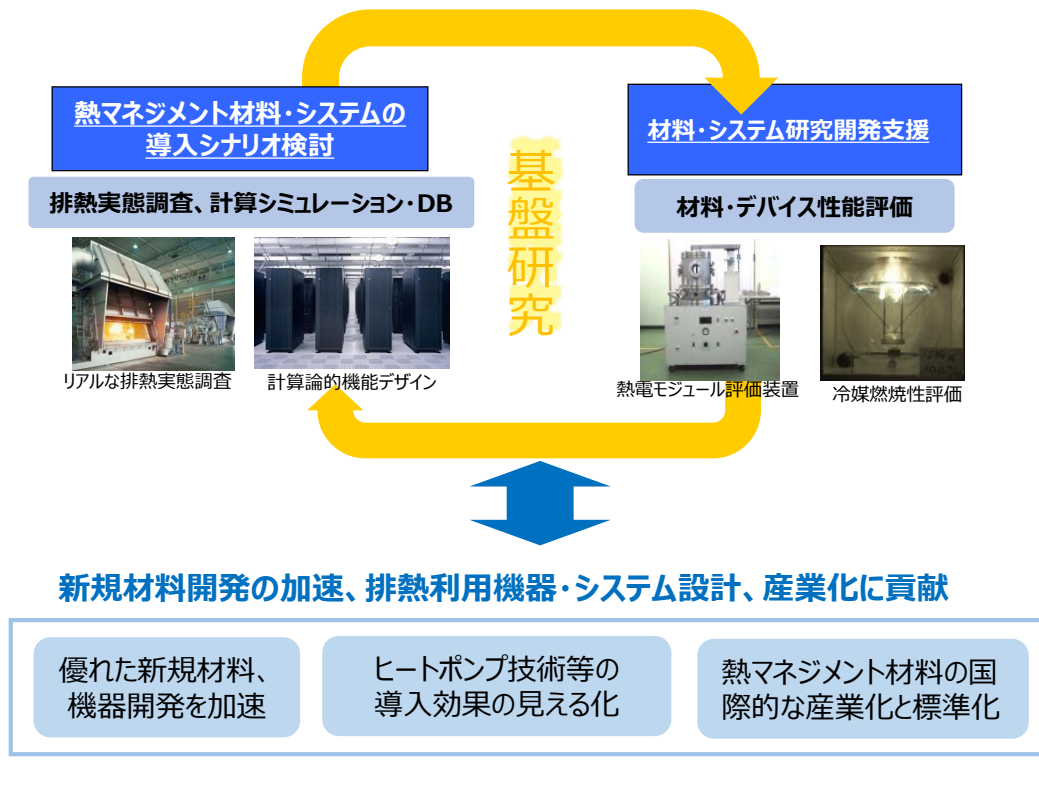 熱マネジメント材料・システムの
導入シナリオ検討
排熱実態調査、計算シミュレーション・DB
リアルな排熱実態調査
計算論的機能デザイン
基盤研究
材料・システム研究開発支援
材料・デバイス性能評価
熱電モジュール評価装置
冷媒燃焼性評価
新規材料開発の加速、排熱利用機器・システム設計、産業化に貢献
優れた新規材料、
機器開発を加速
ヒートポンプ技術等の
導入効果の見える化
熱マネジメント材料の国
際的な産業化と標準化